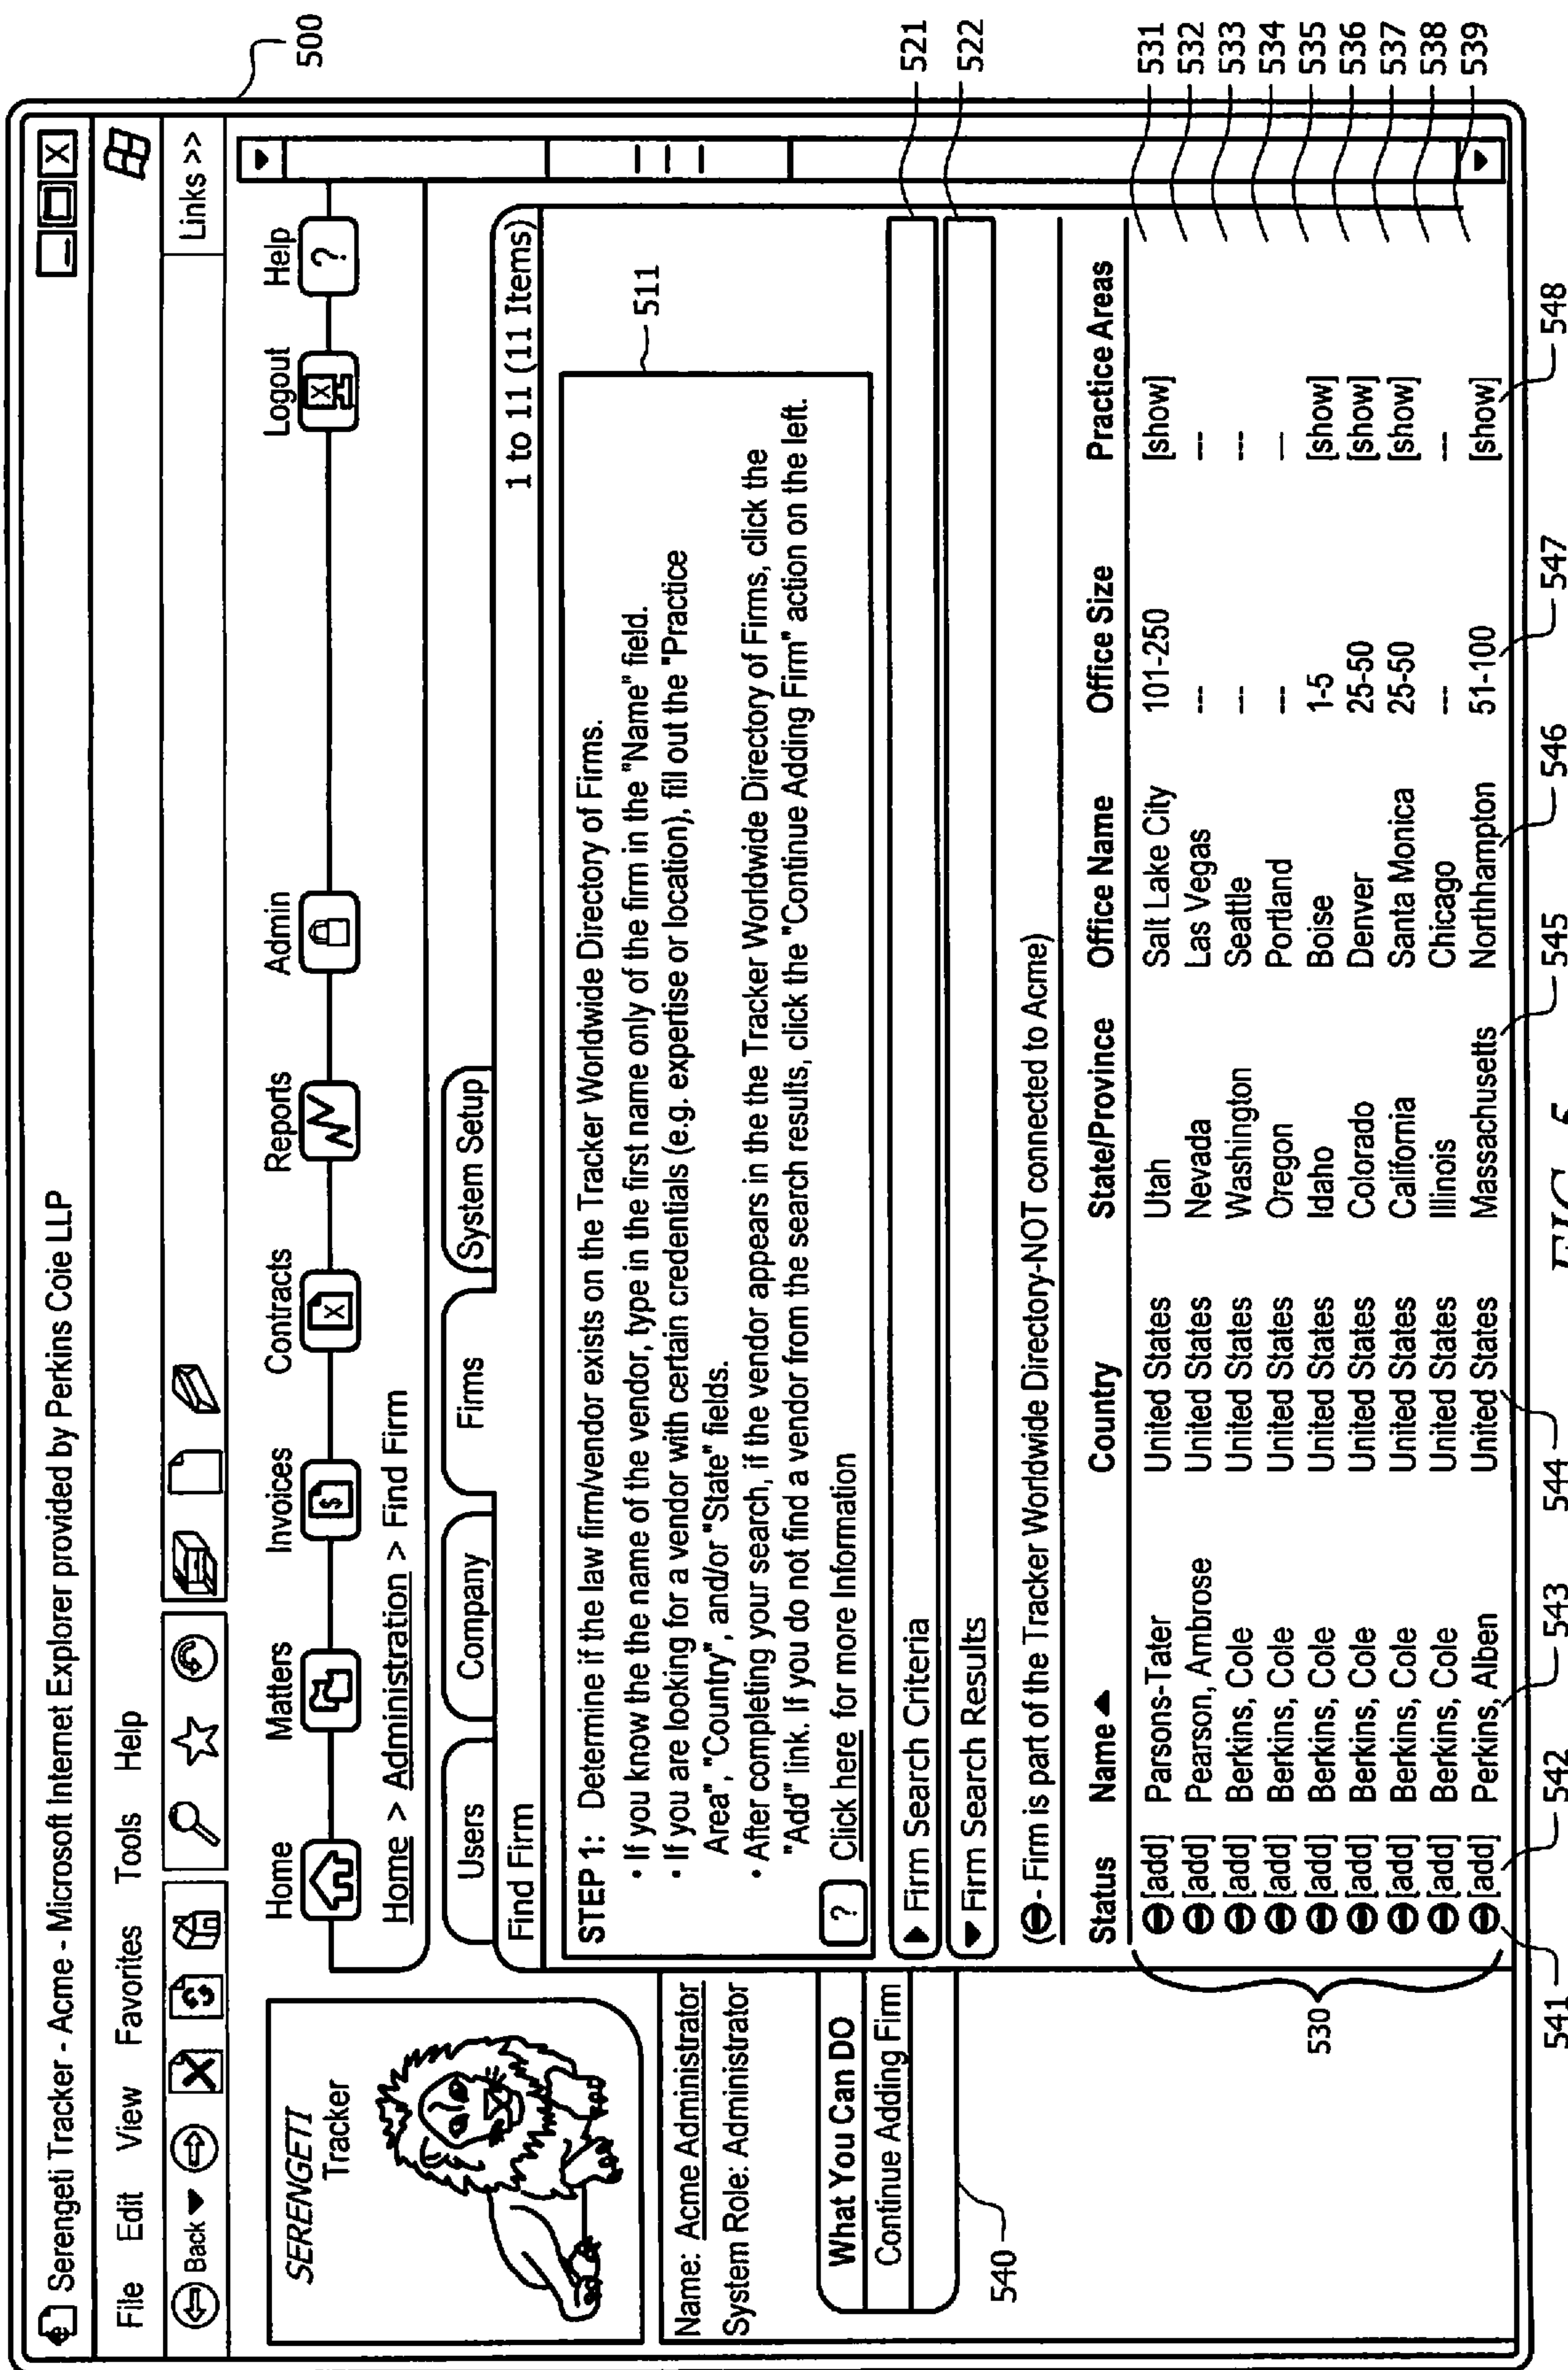 Serengeti Tracker - Acme - Microsoft Internet Explorer provided by Perkins Coie LLP
File Edit View Favorites Tools Help
Back
Links >>
500
SERENGETI
Tracker
Home Matters Invoices Contracts Reports Admin Logout Help
Home > Administration > Find Firm
Users Company Firms System Setup
Find Firm 1 to 11 (11 Items)
Name: Acme Administrator
System Role: Administrator
What You Can DO
Continue Adding Firm
540
STEP 1: Determine if the law firm/vendor exists on the Tracker Worldwide Directory of Firms.
• If you know the the name of the vendor, type in the first name only of the firm in the "Name" field.
• If you are looking for a vendor with certain credentials (e.g. expertise or location), fill out the "Practice
Area", "Country", and/or "State" fields.
• After completing your search, if the vendor appears in the the Tracker Worldwide Directory of Firms, click the
"Add" link. If you do not find a vendor from the search results, click the "Continue Adding Firm" action on the left.
? Click here for more Information
511
Firm Search Criteria 521
Firm Search Results 522
( - Firm is part of the Tracker Worldwide Directory-NOT connected to Acme)
Status Name Country State/Province Office Name Office Size Practice Areas
[add] Parsons-Tater United States Utah Salt Lake City 101-250 [show] 531
[add] Pearson, Ambrose United States Nevada Las Vegas --- --- 532
[add] Berkins, Cole United States Washington Seattle --- --- 533
[add] Berkins, Cole United States Oregon Portland --- --- 534
[add] Berkins, Cole United States Idaho Boise 1-5 [show] 535
[add] Berkins, Cole United States Colorado Denver 25-50 [show] 536
[add] Berkins, Cole United States California Santa Monica 25-50 [show] 537
[add] Berkins, Cole United States Illinois Chicago --- --- 538
[add] Perkins, Alben United States Massachusetts Northhampton 51-100 [show] 539
530
541 542 543 544 545 546 547 548